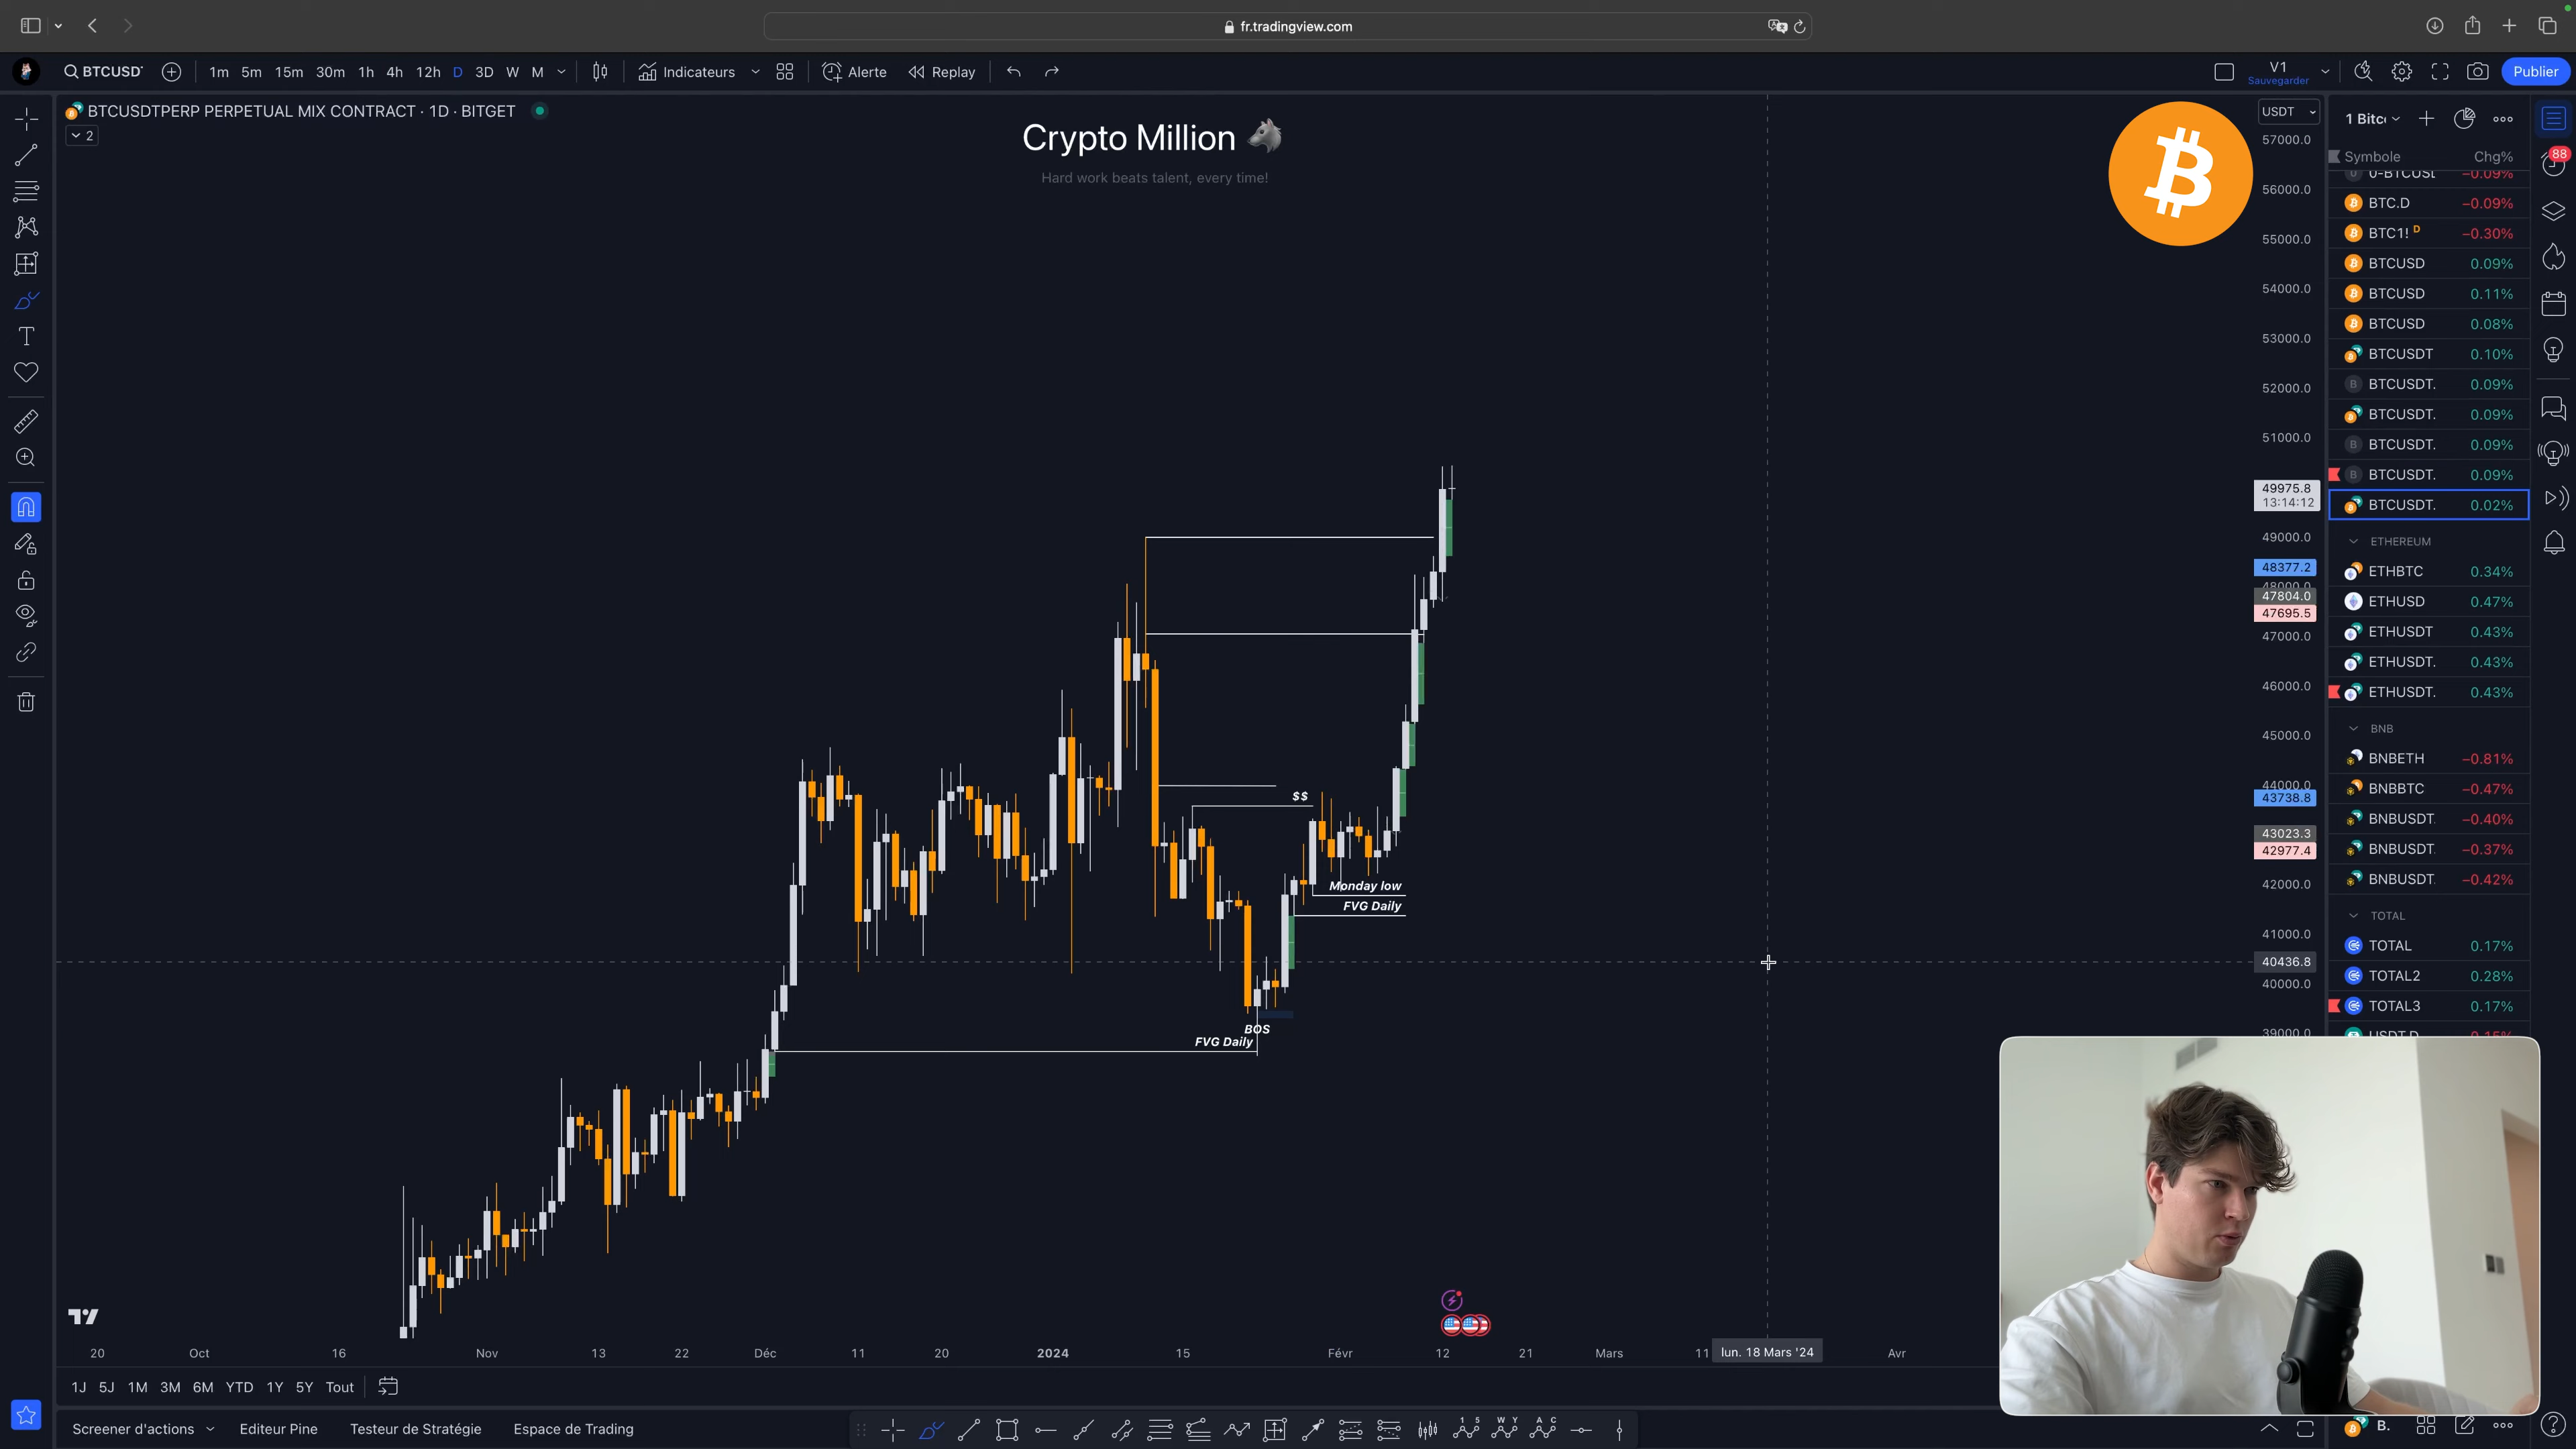 fr.tradingview.com
BTCUSDT
1m 5m 15m 30m 1h 4h 12h D 3D W M
Indicateurs
Alerte
Replay
V1
Sauvegarder
Publier
BTCUSDTPERP PERPETUAL MIX CONTRACT · 1D · BITGET
2
Crypto Million
Hard work beats talent, every time!
USDT
57000.0
56000.0
55000.0
54000.0
53000.0
52000.0
51000.0
49975.8
13:14:12
49000.0
48377.2
48000.0
47804.0
47695.5
47000.0
46000.0
45000.0
44000.0
43738.8
43023.3
42977.4
42000.0
41000.0
40436.8
40000.0
39000.0
$$
Monday low
FVG Daily
BOS
FVG Daily
20 Oct 16 Nov 13 22 Déc 11 20 2024 15 Févr 12 21 Mars 11 lun. 18 Mars '24 Avr
1J 5J 1M 3M 6M YTD 1Y 5Y Tout
Screener d'actions
Editeur Pine
Testeur de Stratégie
Espace de Trading
1 5
W Y
A C
B.
1 Bitc
88
Symbole Chg%
0-BTCUSD -0.09%
BTC.D −0.09%
BTC1! D −0.30%
BTCUSD 0.09%
BTCUSD 0.11%
BTCUSD 0.08%
BTCUSDT 0.10%
BTCUSDT. 0.09%
BTCUSDT. 0.09%
BTCUSDT. 0.09%
BTCUSDT. 0.09%
BTCUSDT. 0.02%
ETHEREUM
ETHBTC 0.34%
ETHUSD 0.47%
ETHUSDT 0.43%
ETHUSDT. 0.43%
ETHUSDT. 0.43%
BNB
BNBETH −0.81%
BNBBTC −0.47%
BNBUSDT −0.40%
BNBUSDT −0.37%
BNBUSDT −0.42%
TOTAL
TOTAL 0.17%
TOTAL2 0.28%
TOTAL3 0.17%
USDT.D −0.15%